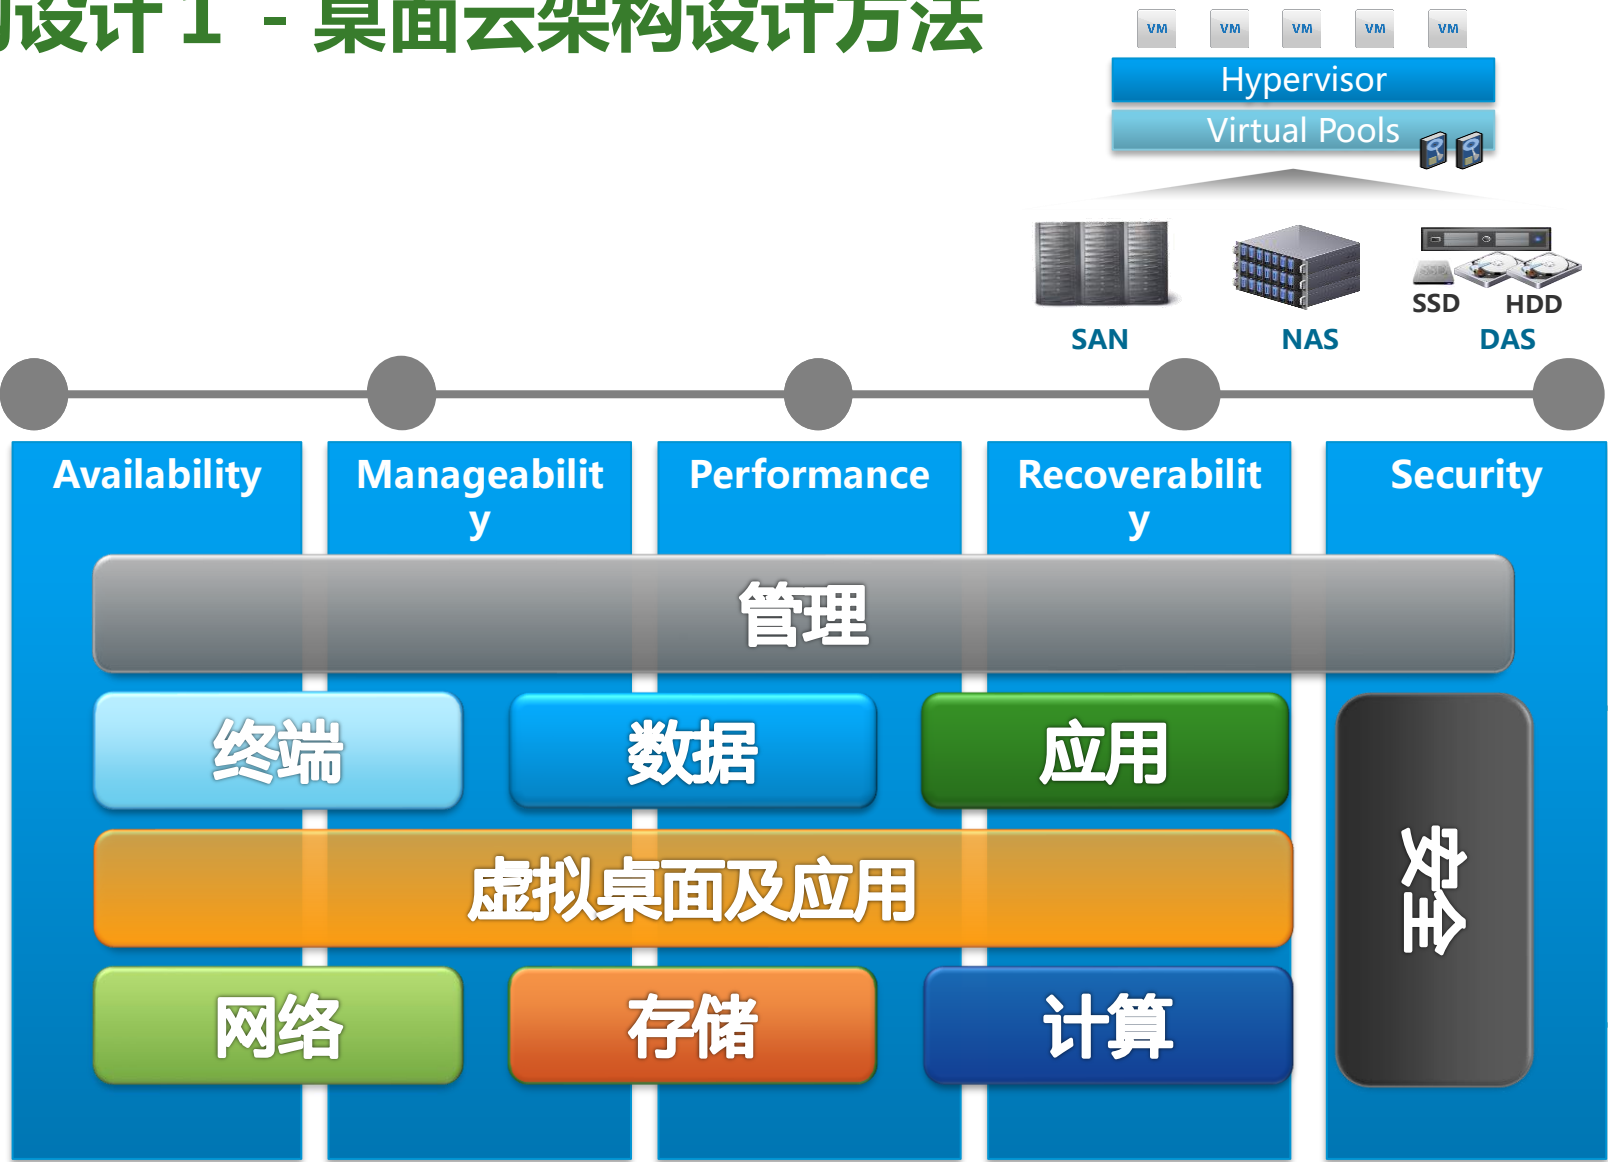 构设计1 - 桌面云架构设计方法
VM VM VM VM VM
Hypervisor
Virtual Pools
SSD HDD
SAN NAS DAS
Availability
Manageabilit
y
Performance
Recoverabilit
y
Security
管理
终端 数据 应用
虚拟桌面及应用
安全
网络 存储 计算